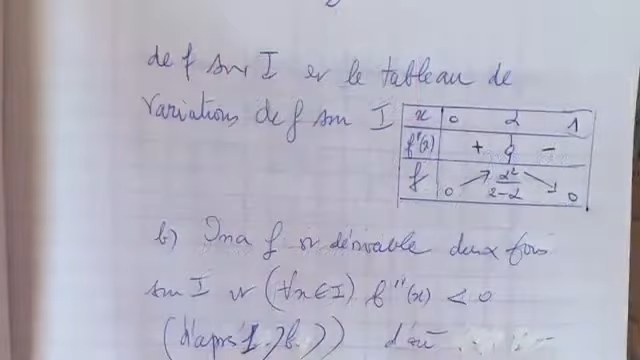 de f sur I et le tableau de
variations de f sur I
x 0 α 1
f'(x) + 0 -
f 0 ↗ α²/(2-α) ↘ 0
b) On a f est dérivable deux fois
sur I et (∀x∈I) f''(x) < 0
(d'après 1.)b.)) d'où